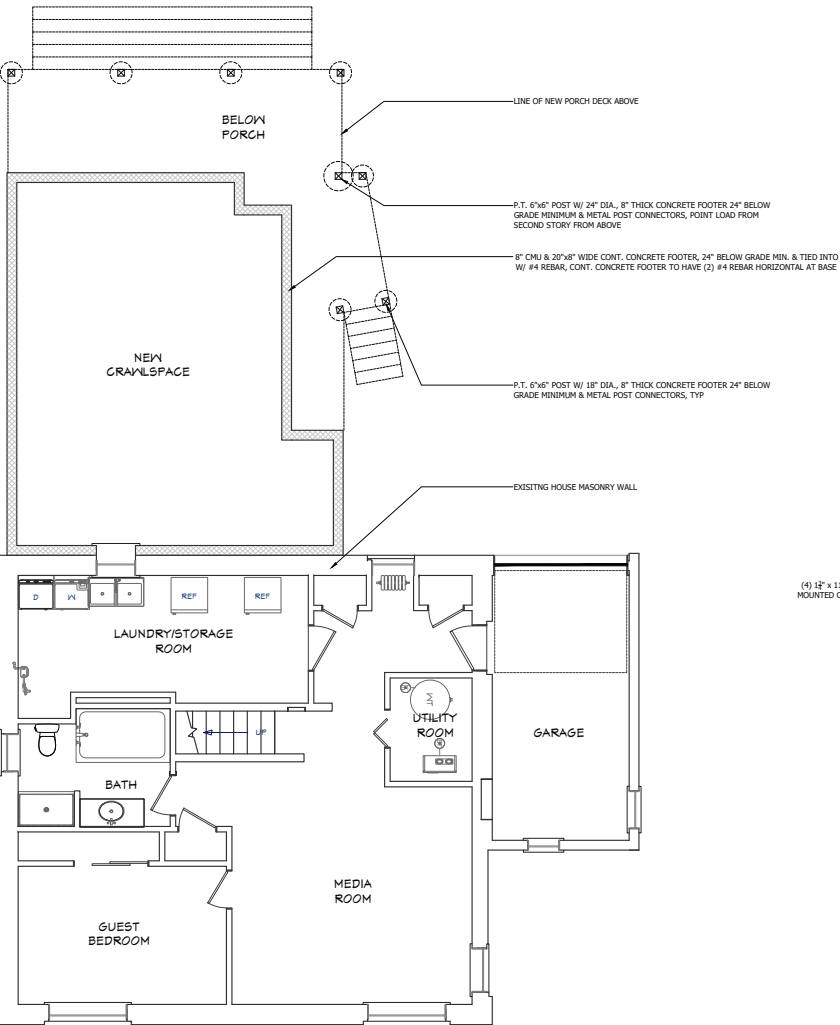 LINE OF NEW PORCH DECK ABOVE
BELOW
PORCH
P.T. 6"x6" POST W/ 24" DIA., 8" THICK CONCRETE FOOTER 24" BELOW
GRADE MINIMUM & METAL POST CONNECTORS, POINT LOAD FROM
SECOND STORY FROM ABOVE
8" CMU & 20"x8" WIDE CONT. CONCRETE FOOTER, 24" BELOW GRADE MIN. & TIED INTO
W/ #4 REBAR, CONT. CONCRETE FOOTER TO HAVE (2) #4 REBAR HORIZONTAL AT BASE
NEW
CRAWLSPACE
P.T. 6"x6" POST W/ 18" DIA., 8" THICK CONCRETE FOOTER 24" BELOW
GRADE MINIMUM & METAL POST CONNECTORS, TYP
EXISITNG HOUSE MASONRY WALL
(4) 1¾" x 11
MOUNTED
D
W
REF
REF
LAUNDRY/STORAGE
ROOM
WT
UTILITY
ROOM
UP
GARAGE
BATH
MEDIA
ROOM
GUEST
BEDROOM